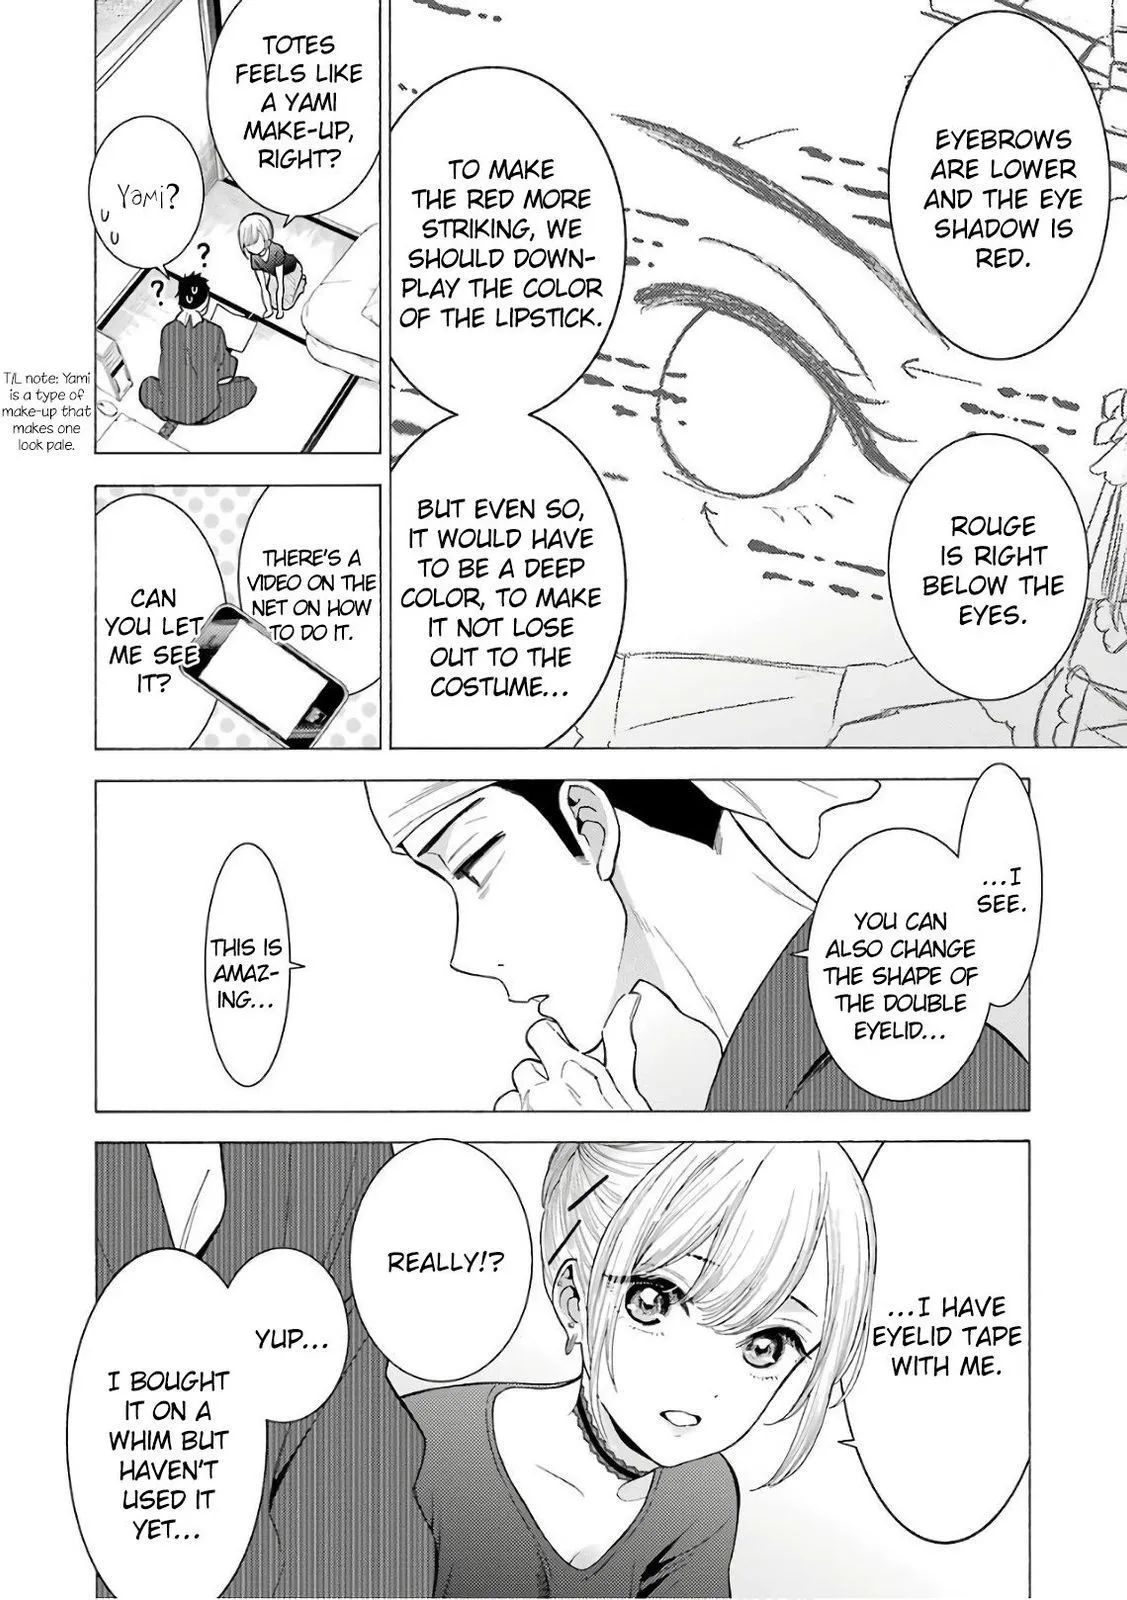 EYEBROWS
ARE LOWER
AND THE EYE
SHADOW IS
RED.
ROUGE
IS RIGHT
BELOW THE
EYES.
TO MAKE
THE RED MORE
STRIKING, WE
SHOULD DOWN-
PLAY THE COLOR
OF THE LIPSTICK.
BUT EVEN SO,
IT WOULD HAVE
TO BE A DEEP
COLOR, TO MAKE
IT NOT LOSE
OUT TO THE
COSTUME...
TOTES
FEELS LIKE
A YAMI
MAKE-UP,
RIGHT?
Yami?
?
?
T/L note: Yami
is a type of
make-up that
makes one
look pale.
THERE'S A
VIDEO ON THE
NET ON HOW
TO DO IT.
CAN
YOU LET
ME SEE
IT?
...I
SEE.
YOU CAN
ALSO CHANGE
THE SHAPE OF
THE DOUBLE
EYELID...
THIS IS
AMAZ-
ING...
...I HAVE
EYELID TAPE
WITH ME.
REALLY!?
YUP...
I BOUGHT
IT ON A
WHIM BUT
HAVEN'T
USED IT
YET...